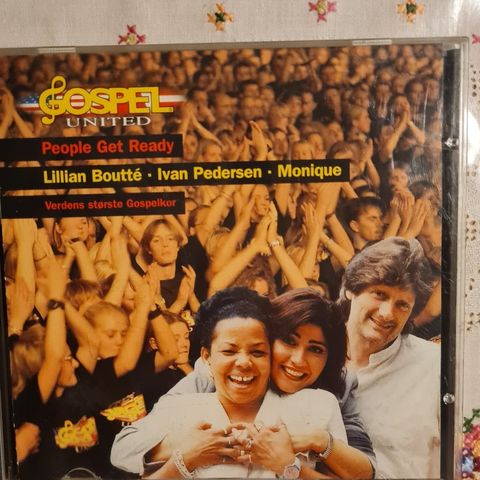 GOSPEL
UNITED
People Get Ready
Lillian Boutté · Ivan Pedersen · Monique
Verdens største Gospelkor